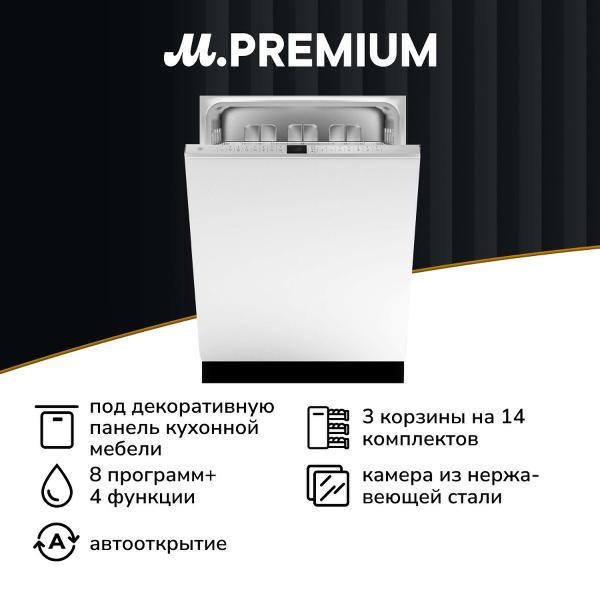 м.PREMIUM
под декоративную
панель кухонной
мебели
8 программ+
4 функции
A
автооткрытие
3 корзины на 14
комплектов
камера из нержа-
веющей стали